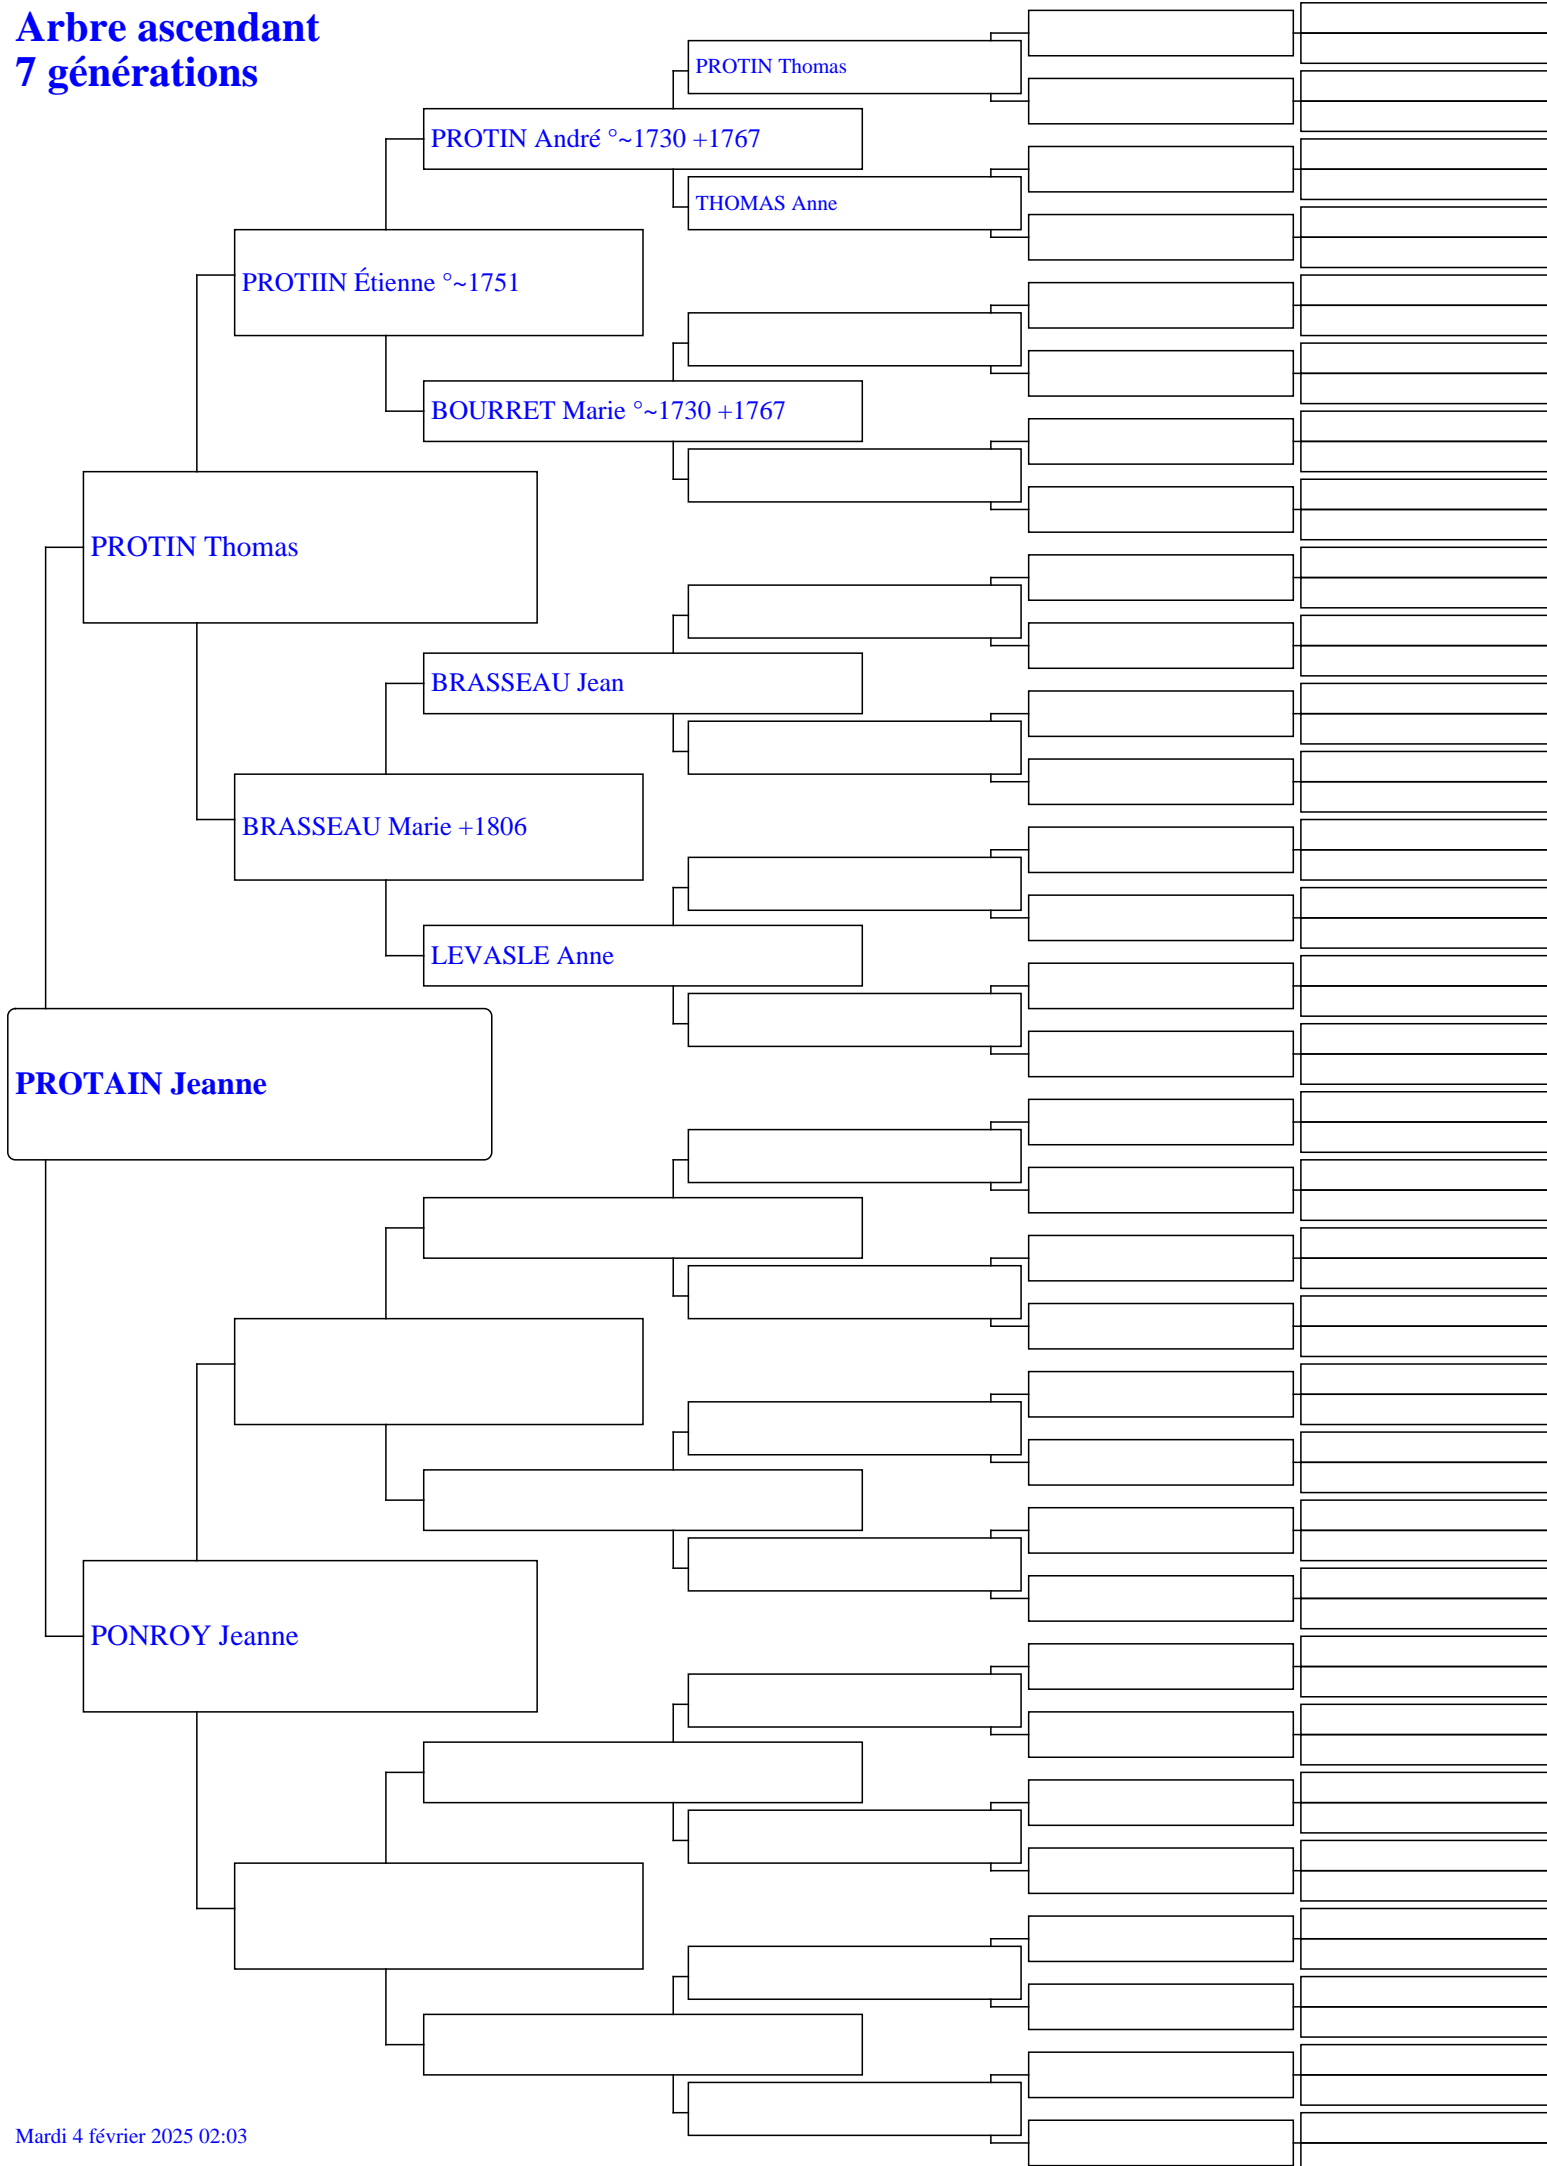 Arbre ascendant
7 générations
PROTIN Thomas
PROTIN André °~1730 +1767
THOMAS Anne
PROTIIN Étienne °~1751
BOURRET Marie °~1730 +1767
PROTIN Thomas
BRASSEAU Jean
BRASSEAU Marie +1806
LEVASLE Anne
PROTAIN Jeanne
PONROY Jeanne
Mardi 4 février 2025 02:03